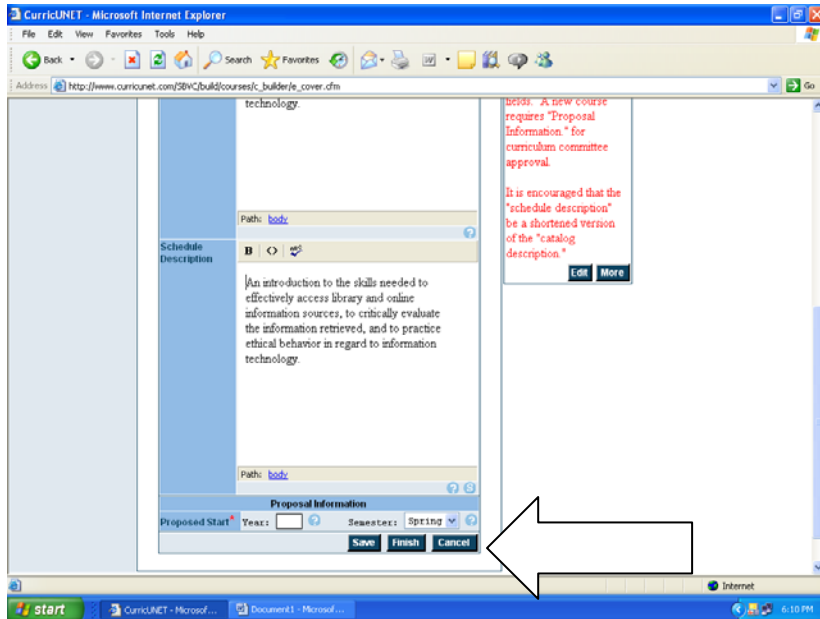 CurricUNET - Microsoft Internet Explorer
File Edit View Favorites Tools Help
Back Search Favorites
Address http://www.curricunet.com/SBVC/build/courses/c_builder/e_cover.cfm Go
technology.
Path: body
Schedule Description
B <> ABC
An introduction to the skills needed to
effectively access library and online
information sources, to critically evaluate
the information retrieved, and to practice
ethical behavior in regard to information
technology.
Path: body
Proposal Information
Proposed Start* Year: Semester: Spring
Save Finish Cancel
fields. A new course
requires "Proposal
Information." for
curriculum committee
approval.
It is encouraged that the
"schedule description"
be a shortened version
of the "catalog
description."
Edit More
Internet
start CurricUNET - Microsof... Document1 - Microsof... 6:10 PM